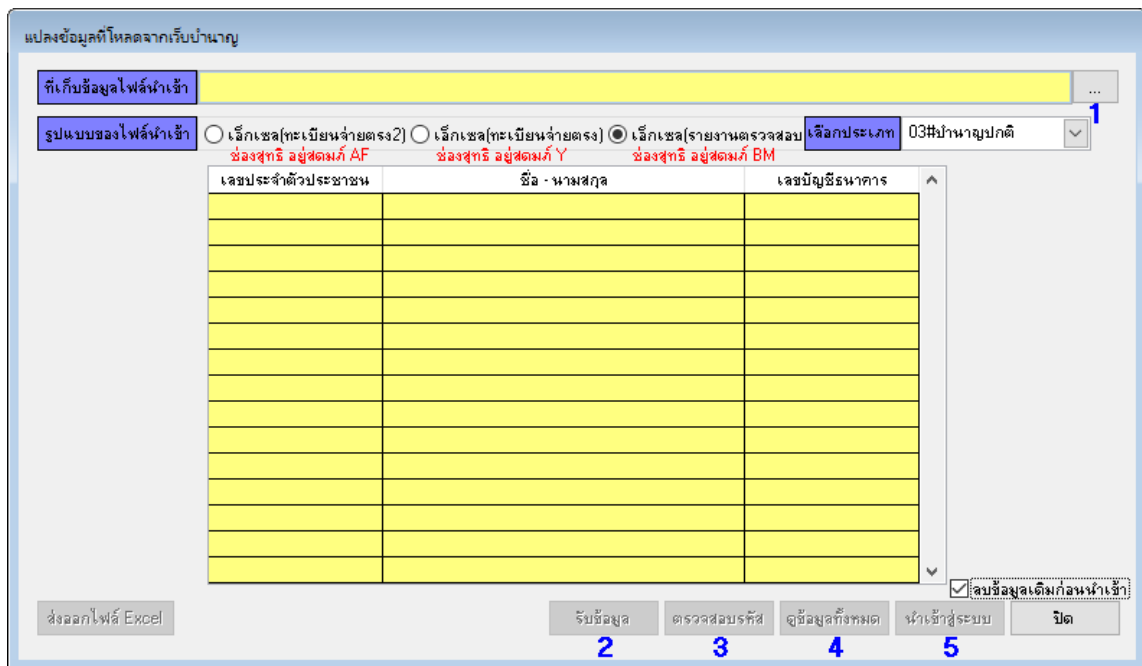 แปลงข้อมูลที่โหลดจากเว็บบำนาญ
ที่เก็บข้อมูลไฟล์นำเข้า ...
1
รูปแบบของไฟล์นำเข้า เอ็กเซล(ทะเบียนจ่ายตรง2) เอ็กเซล(ทะเบียนจ่ายตรง) เอ็กเซล(รายงานตรวจสอบ เลือกประเภท 03#บำนาญปกติ
ช่องสุทธิ อยู่สดมภ์ AF ช่องสุทธิ อยู่สดมภ์ Y ช่องสุทธิ อยู่สดมภ์ BM
เลขประจำตัวประชาชน ชื่อ - นามสกุล เลขบัญชีธนาคาร
ลบข้อมูลเดิมก่อนนำเข้า
ส่งออกไฟล์ Excel รับข้อมูล ตรวจสอบรหัส ดูข้อมูลทั้งหมด นำเข้าสู่ระบบ ปิด
2 3 4 5